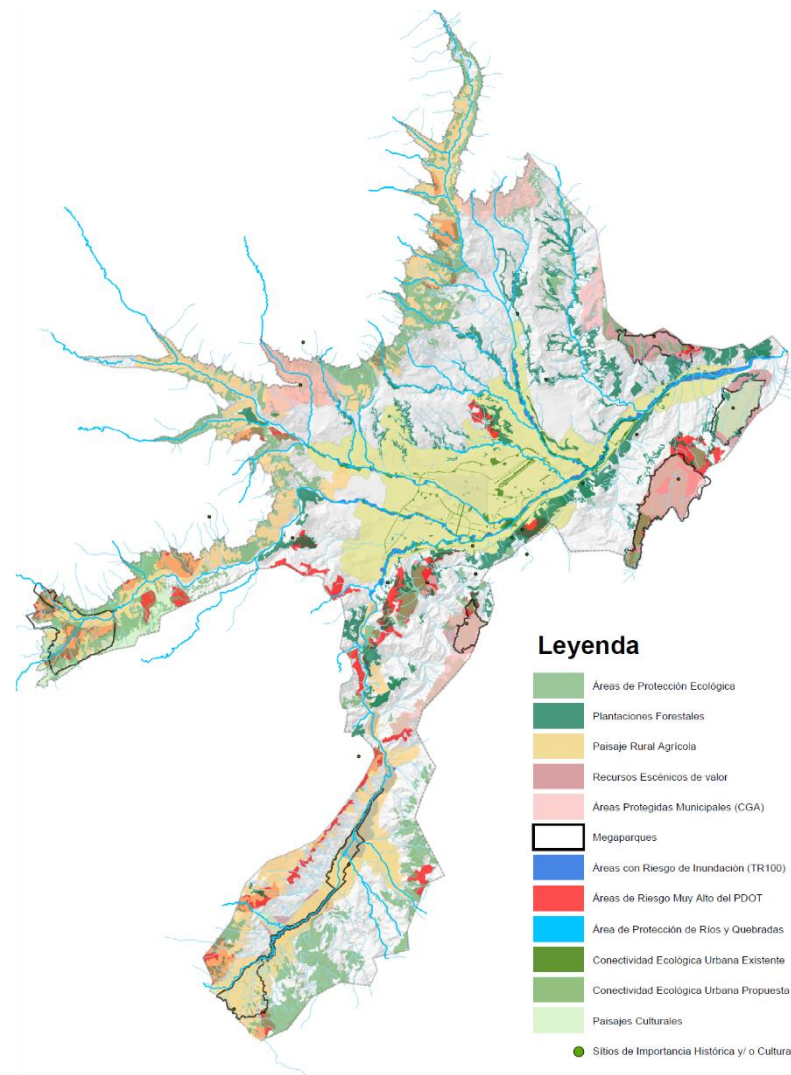 Leyenda
Áreas de Protección Ecológica
Plantaciones Forestales
Paisaje Rural Agrícola
Recursos Escénicos de valor
Áreas Protegidas Municipales (CGA)
Megaparques
Áreas con Riesgo de Inundación (TR100)
Áreas de Riesgo Muy Alto del PDOT
Área de Protección de Ríos y Quebradas
Conectividad Ecológica Urbana Existente
Conectividad Ecológica Urbana Propuesta
Paisajes Culturales
Sítios de Importancia Histórica y/ o Cultura